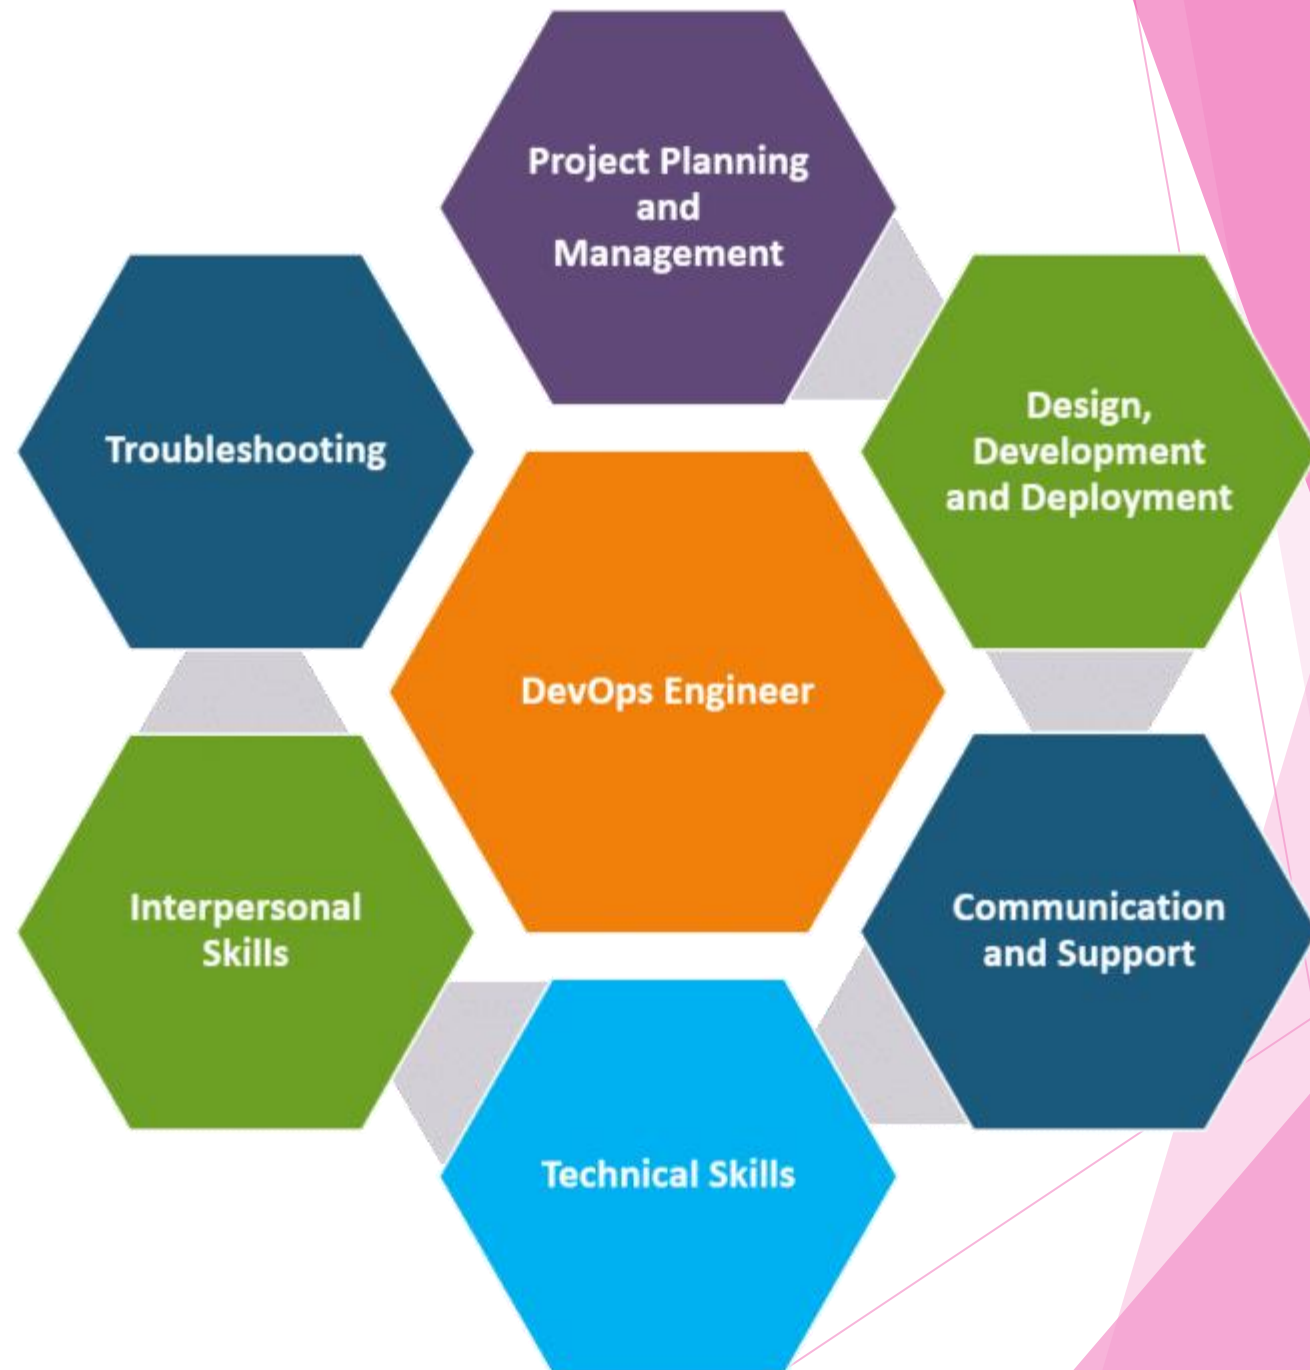 Project Planning
and
Management
Design,
Development
and Deployment
Troubleshooting
DevOps Engineer
Interpersonal
Skills
Communication
and Support
Technical Skills